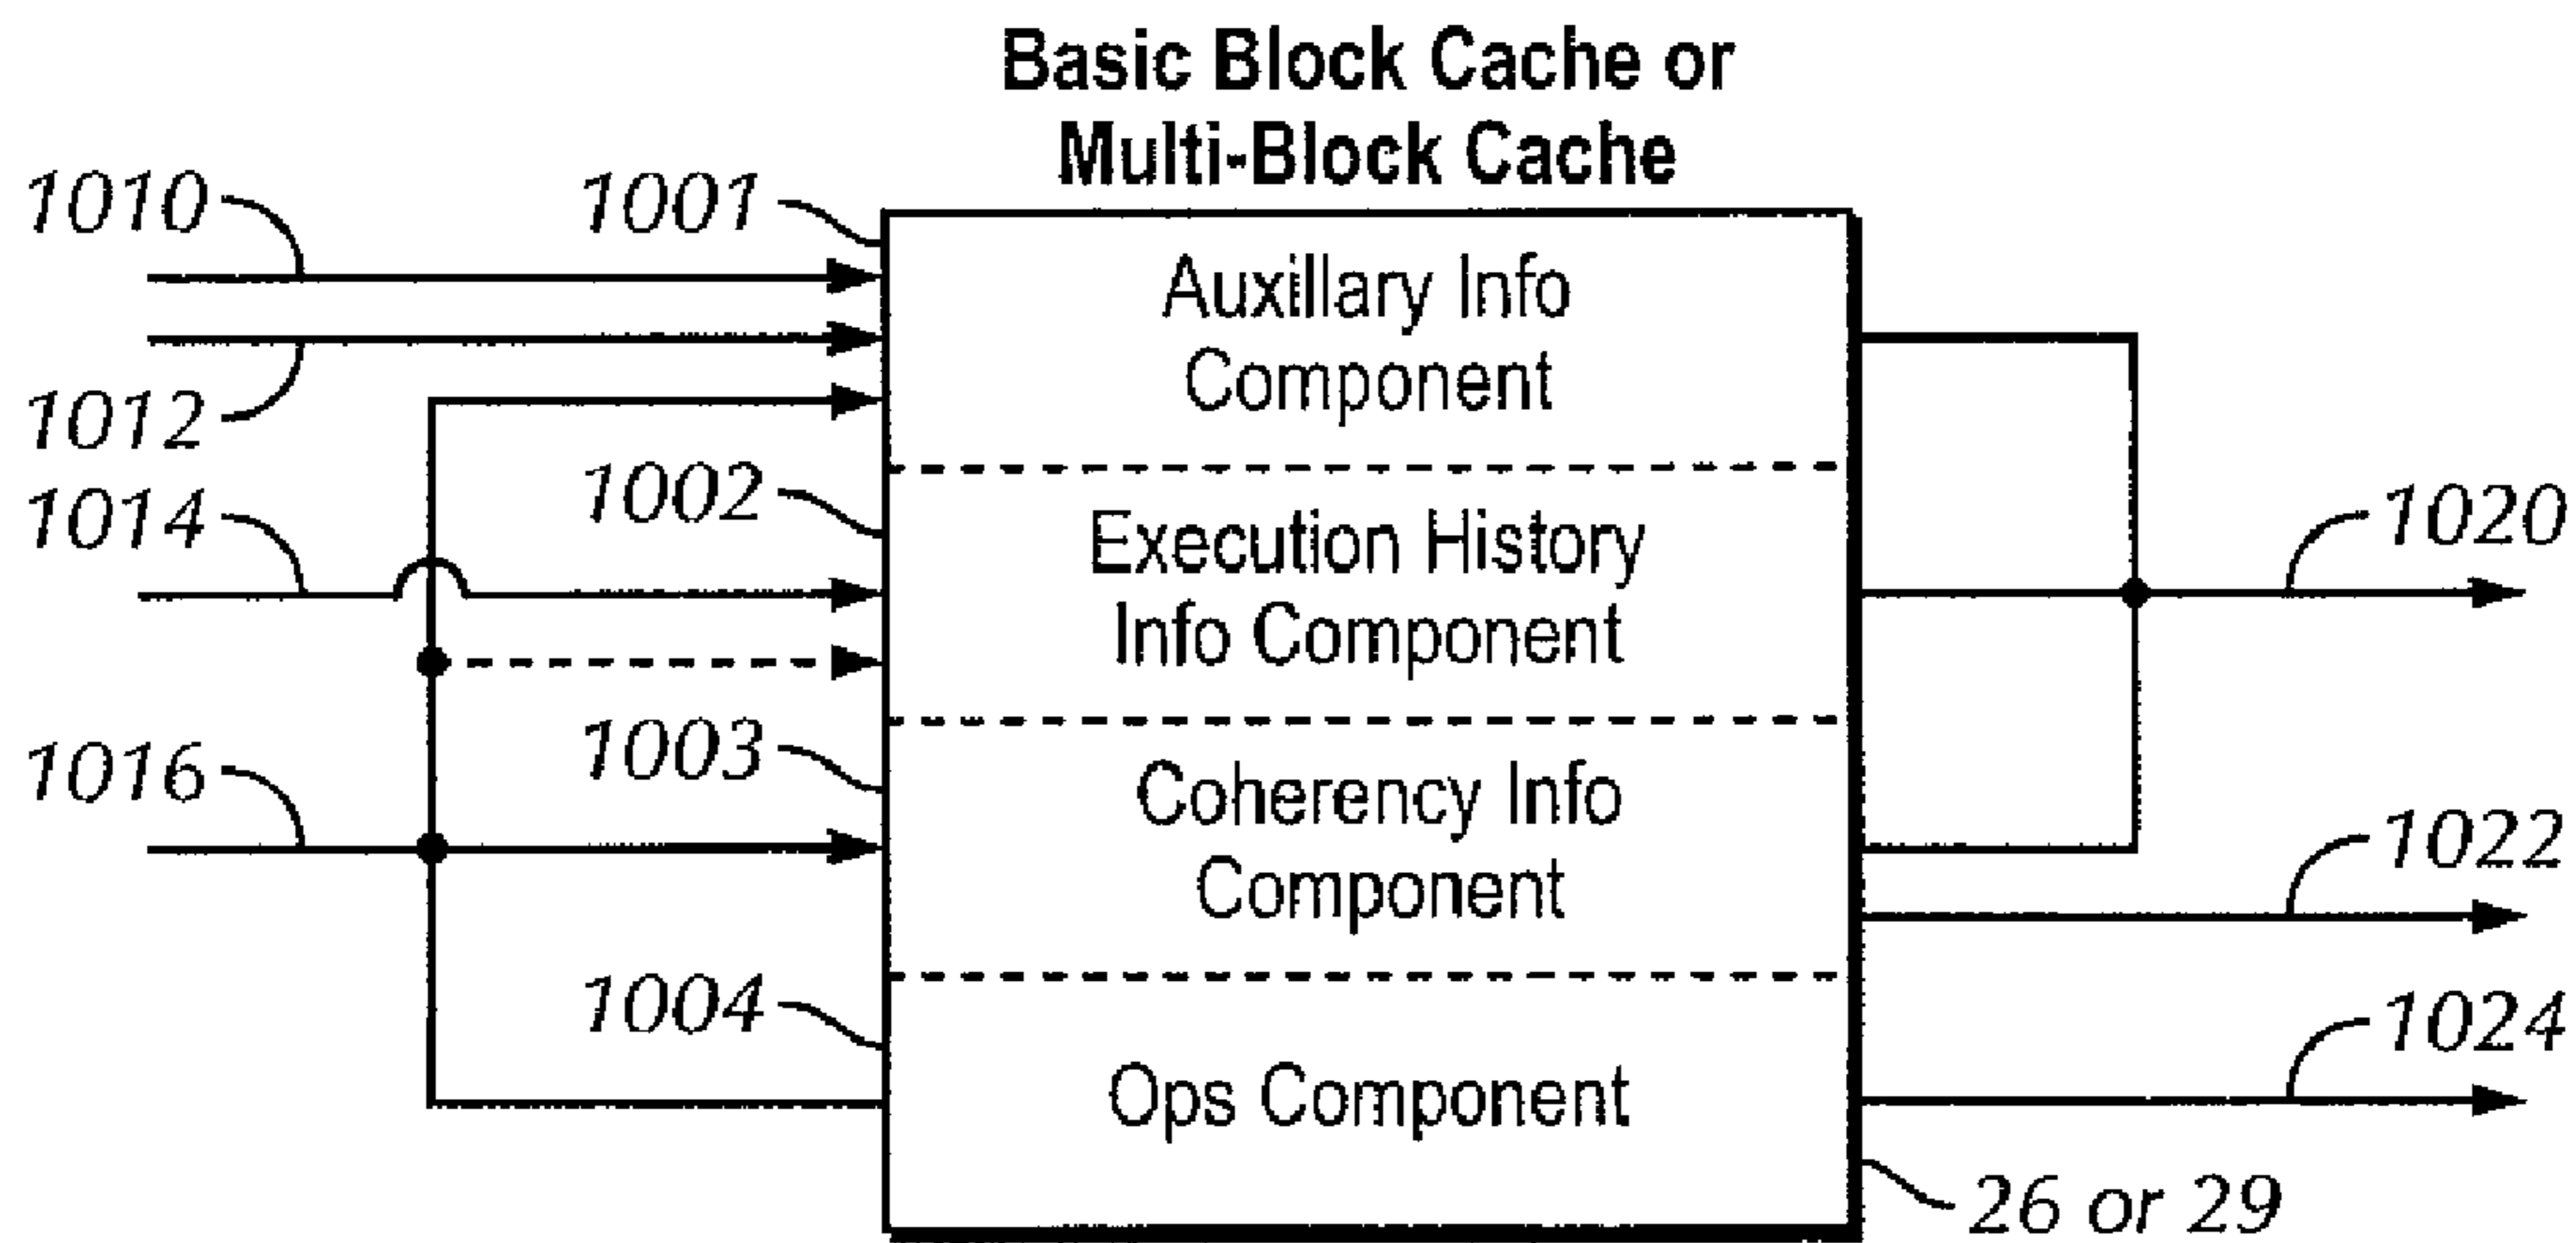 Basic Block Cache or
Multi-Block Cache
1010
1001
Auxillary Info
Component
1012
1002
1014
1020
Execution History
Info Component
1003
1016
Coherency Info
Component
1022
1004
1024
Ops Component
26 or 29